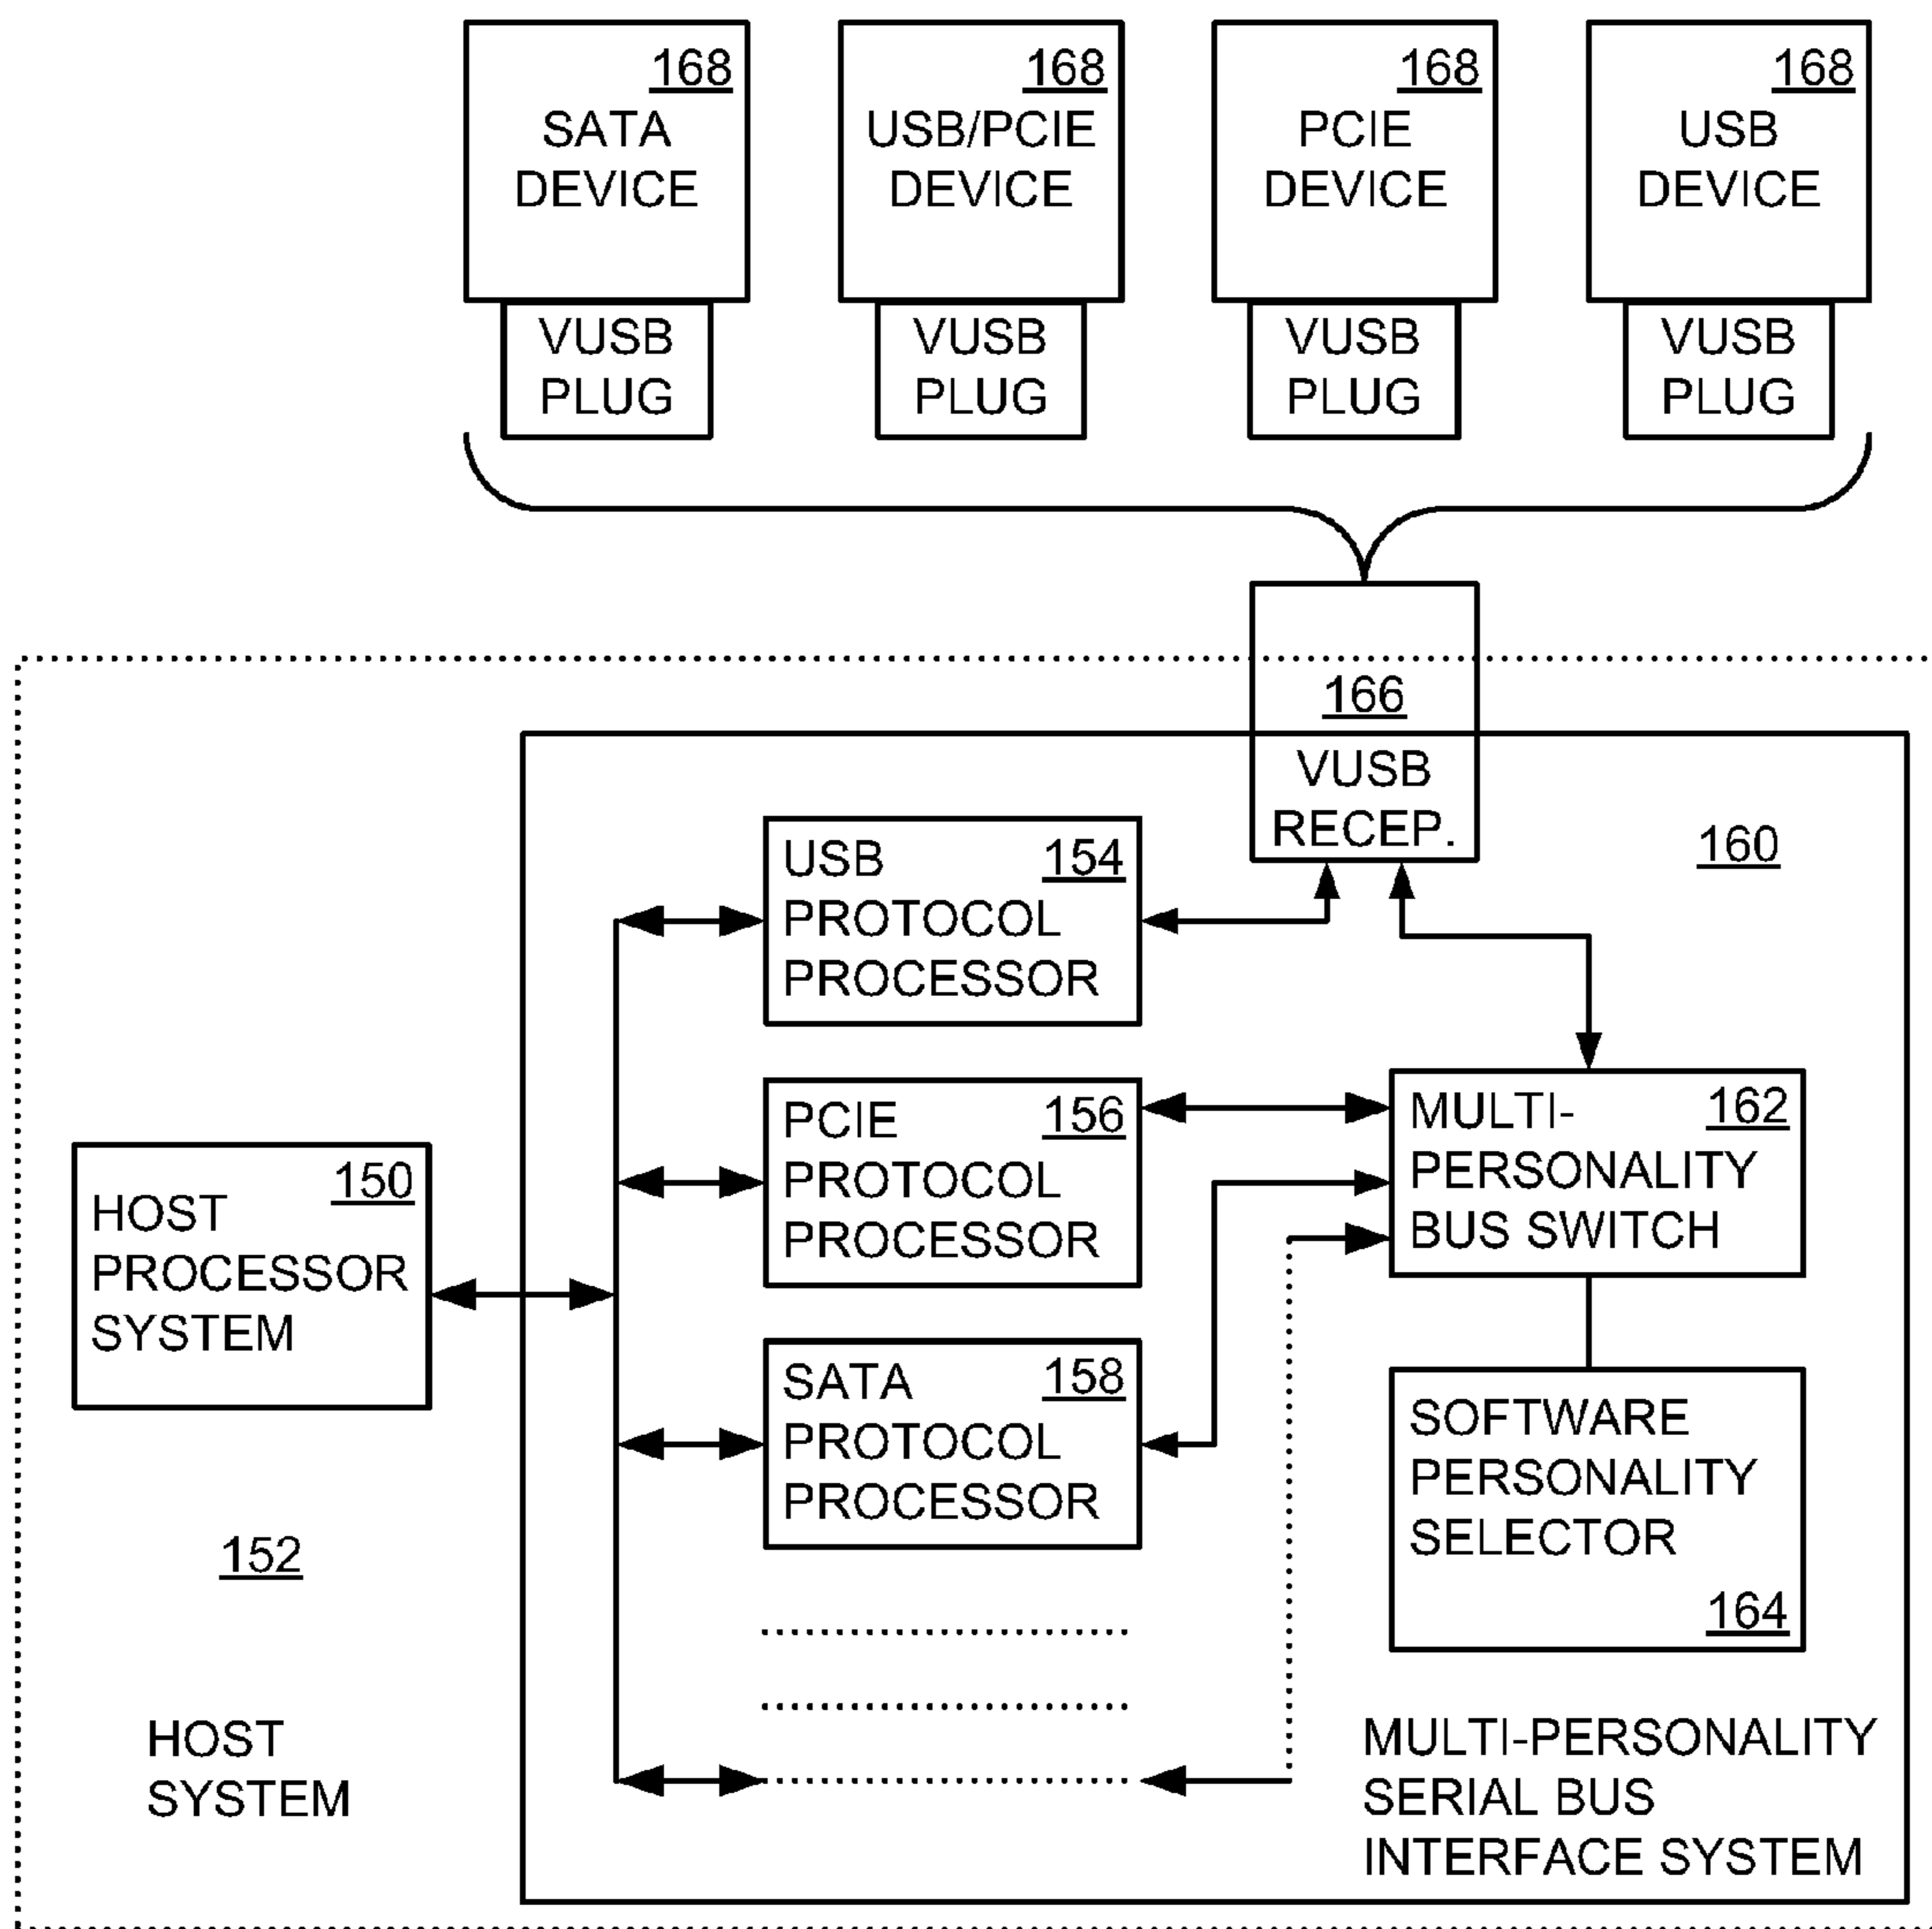 168
SATA
DEVICE
VUSB
PLUG
168
USB/PCIE
DEVICE
VUSB
PLUG
168
PCIE
DEVICE
VUSB
PLUG
168
USB
DEVICE
VUSB
PLUG
166
VUSB
RECEP.
160
USB 154
PROTOCOL
PROCESSOR
PCIE 156
PROTOCOL
PROCESSOR
MULTI- 162
PERSONALITY
BUS SWITCH
150
HOST
PROCESSOR
SYSTEM
SATA 158
PROTOCOL
PROCESSOR
SOFTWARE
PERSONALITY
SELECTOR
164
152
HOST
SYSTEM
MULTI-PERSONALITY
SERIAL BUS
INTERFACE SYSTEM